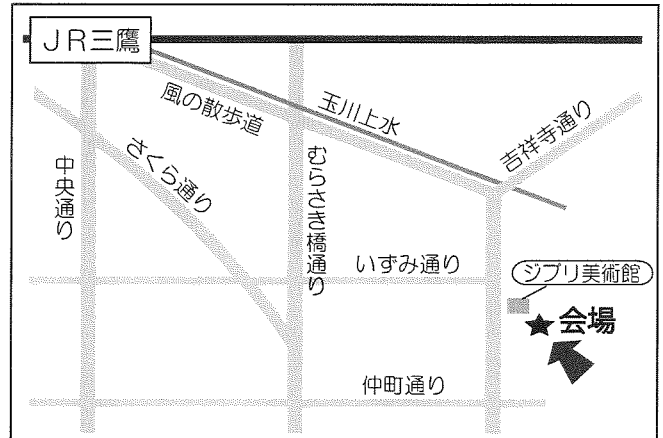 JR三鷹
風の散歩道
玉川上水
吉祥寺通り
さくら通り
中央通り
むらさき橋通り
いずみ通り
ジブリ美術館
会場
仲町通り